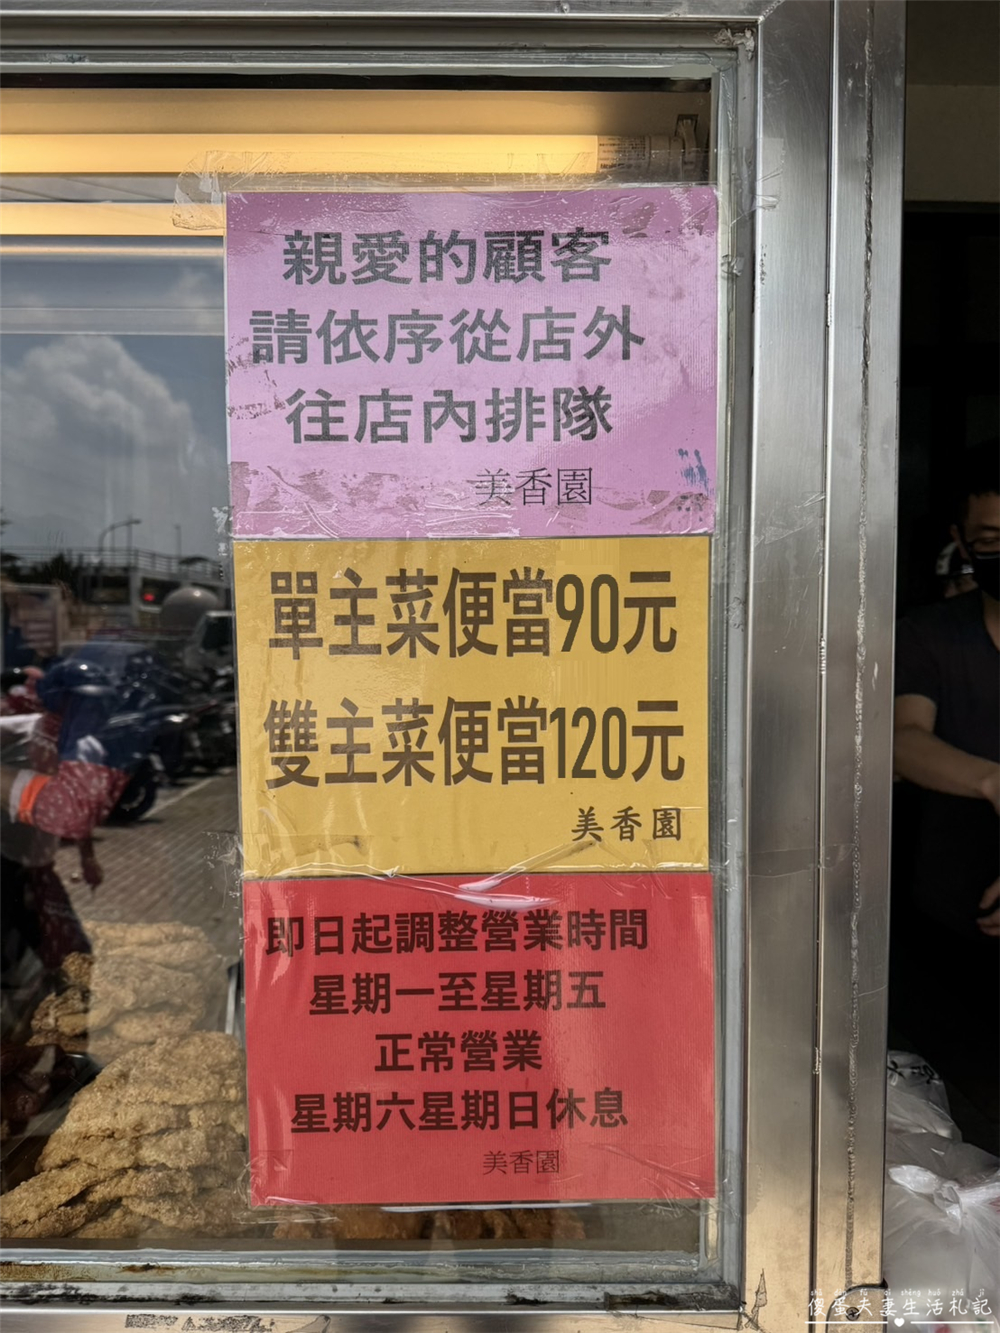 親愛的顧客
請依序從店外
往店內排隊
美香園
單主菜便當90元
雙主菜便當120元
美香園
即日起調整營業時間
星期一至星期五
正常營業
星期六星期日休息
美香園
傻蛋夫妻生活札記